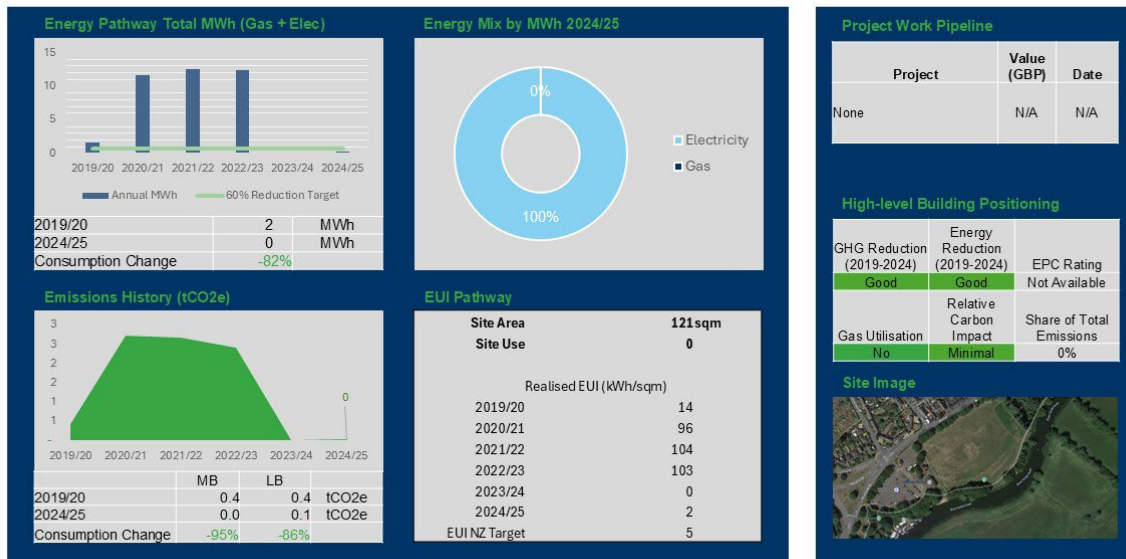 Energy Pathway Total MWh (Gas + Elec)
15
10
5
0
2019/20 2020/21 2021/22 2022/23 2023/24 2024/25
Annual MWh 60% Reduction Target
2019/20 2 MWh
2024/25 0 MWh
Consumption Change -82%
Energy Mix by MWh 2024/25
0%
100%
Electricity
Gas
Project Work Pipeline
Project Value (GBP) Date
None N/A N/A
Emissions History (tCO2e)
3
3
2
2
1
1
-
0
2019/20 2020/21 2021/22 2022/23 2023/24 2024/25
MB LB
2019/20 0.4 0.4 tCO2e
2024/25 0.0 0.1 tCO2e
Consumption Change -95% -86%
EUI Pathway
Site Area 121sqm
Site Use 0
Realised EUI (kWh/sqm)
2019/20 14
2020/21 96
2021/22 104
2022/23 103
2023/24 0
2024/25 2
EUI NZ Target 5
High-level Building Positioning
GHG Reduction (2019-2024) Energy Reduction (2019-2024) EPC Rating
Good Good Not Available
Gas Utilisation Relative Carbon Impact Share of Total Emissions
No Minimal 0%
Site Image